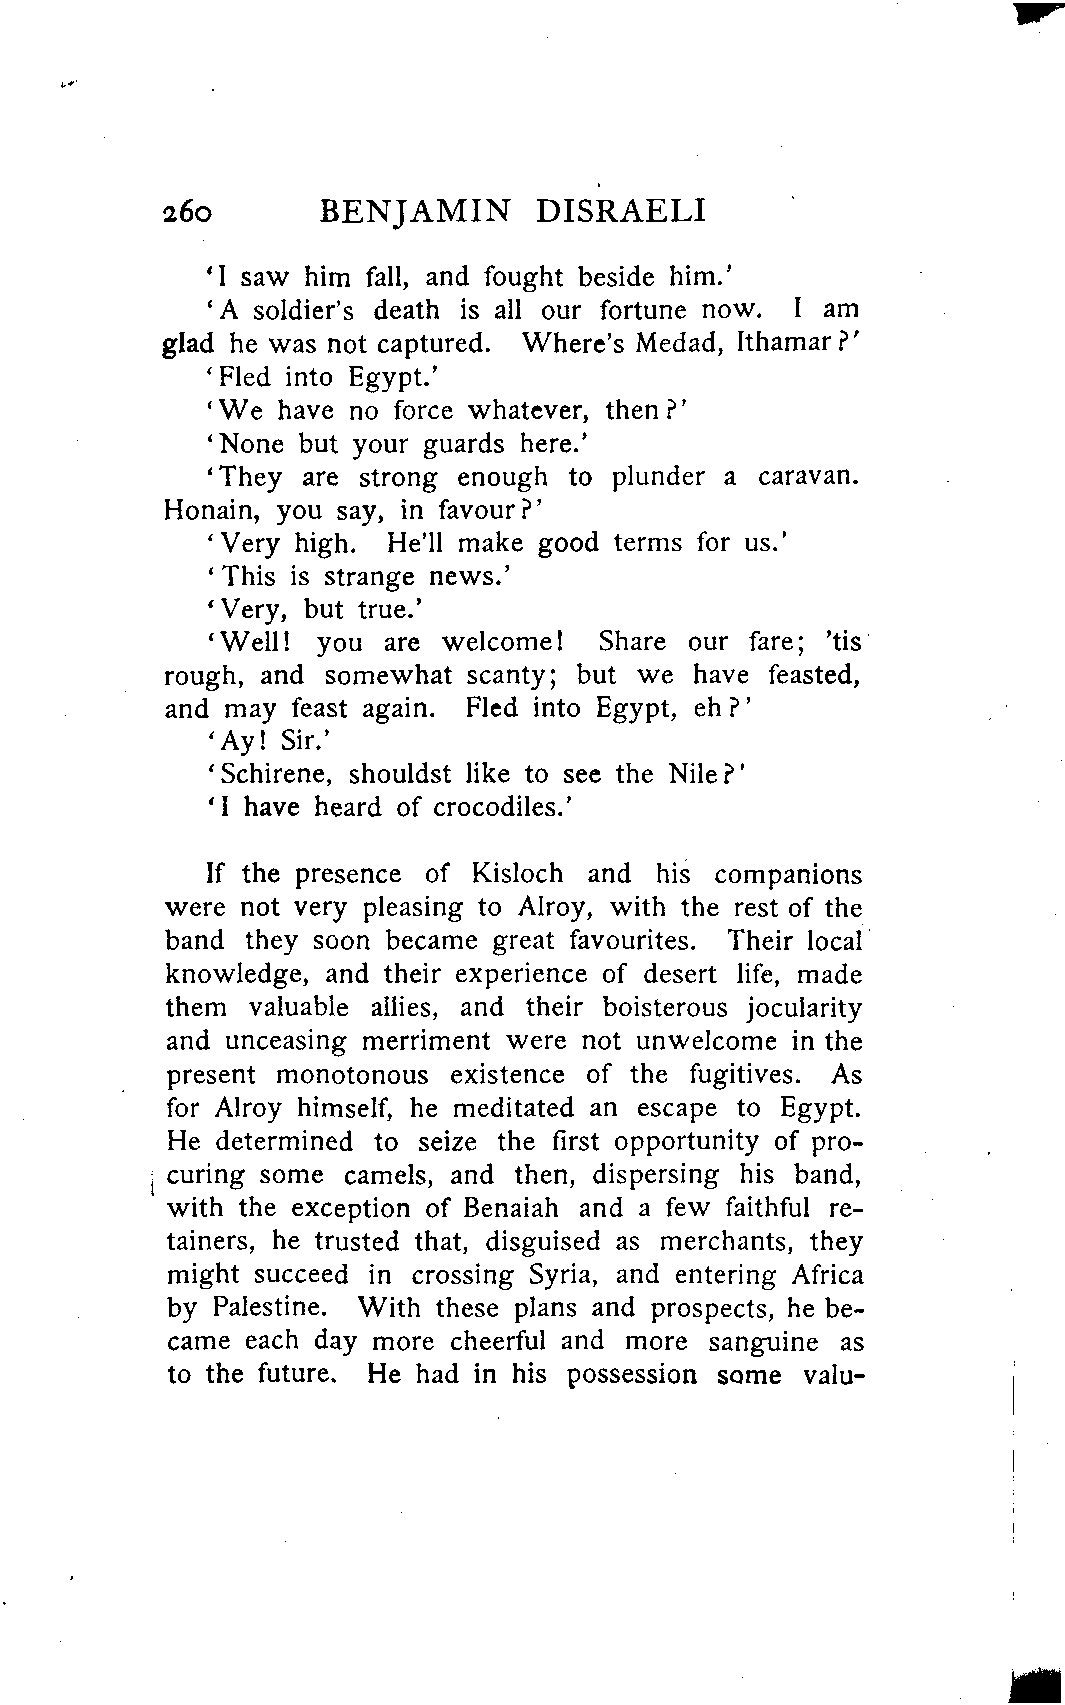 260 BENJAMIN DISRAELI
'I saw him fall, and fought beside him.'
'A soldier's death is all our fortune now. I am
glad he was not captured. Where's Medad, Ithamar?'
'Fled into Egypt.'
'We have no force whatever, then?'
'None but your guards here.'
'They are strong enough to plunder a caravan.
Honain, you say, in favour?'
'Very high. He'll make good terms for us.'
'This is strange news.'
'Very, but true.'
'Well! you are welcome! Share our fare; 'tis
rough, and somewhat scanty; but we have feasted,
and may feast again. Fled into Egypt, eh?'
'Ay! Sir.'
'Schirene, shouldst like to see the Nile?'
'I have heard of crocodiles.'
If the presence of Kisloch and his companions
were not very pleasing to Alroy, with the rest of the
band they soon became great favourites. Their local
knowledge, and their experience of desert life, made
them valuable allies, and their boisterous jocularity
and unceasing merriment were not unwelcome in the
present monotonous existence of the fugitives. As
for Alroy himself, he meditated an escape to Egypt.
He determined to seize the first opportunity of pro-
curing some camels, and then, dispersing his band,
with the exception of Benaiah and a few faithful re-
tainers, he trusted that, disguised as merchants, they
might succeed in crossing Syria, and entering Africa
by Palestine. With these plans and prospects, he be-
came each day more cheerful and more sanguine as
to the future. He had in his possession some valu-